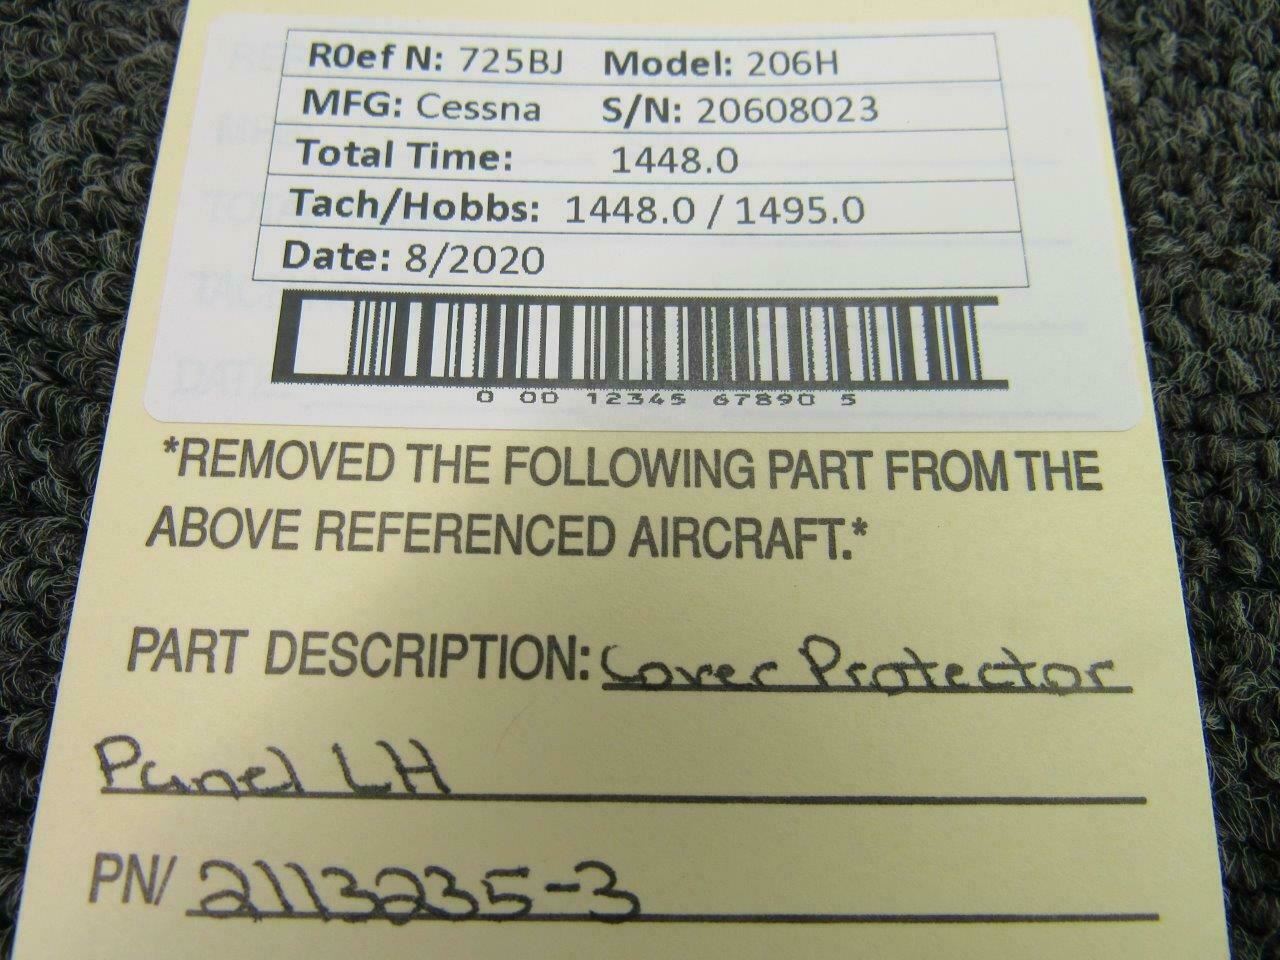 R0ef N: 725BJ Model: 206H
MFG: Cessna S/N: 20608023
Total Time: 1448.0
Tach/Hobbs: 1448.0 / 1495.0
Date: 8/2020
0 00 12345 67890 5
*REMOVED THE FOLLOWING PART FROM THE
ABOVE REFERENCED AIRCRAFT.*
PART DESCRIPTION: Cover Protector
Panel LH
PN/ 2113235-3